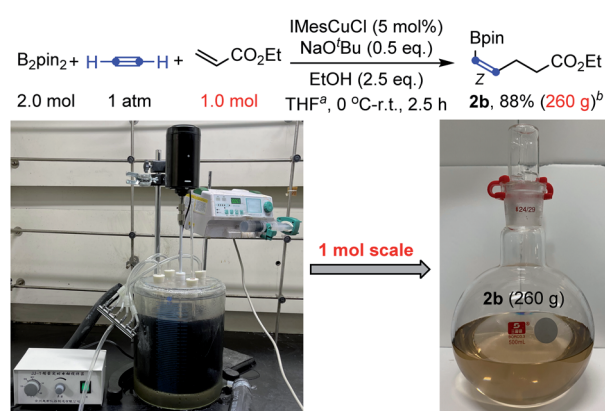 IMesCuCl (5 mol%)
NaOᵗBu (0.5 eq.)
B₂pin₂ + H H + CO₂Et
EtOH (2.5 eq.)
THFᵃ, 0 °C-r.t., 2.5 h
2.0 mol 1 atm 1.0 mol
Bpin
CO₂Et
Z
2b, 88% (260 g)ᵇ
1 mol scale
24/29
2b (260 g)